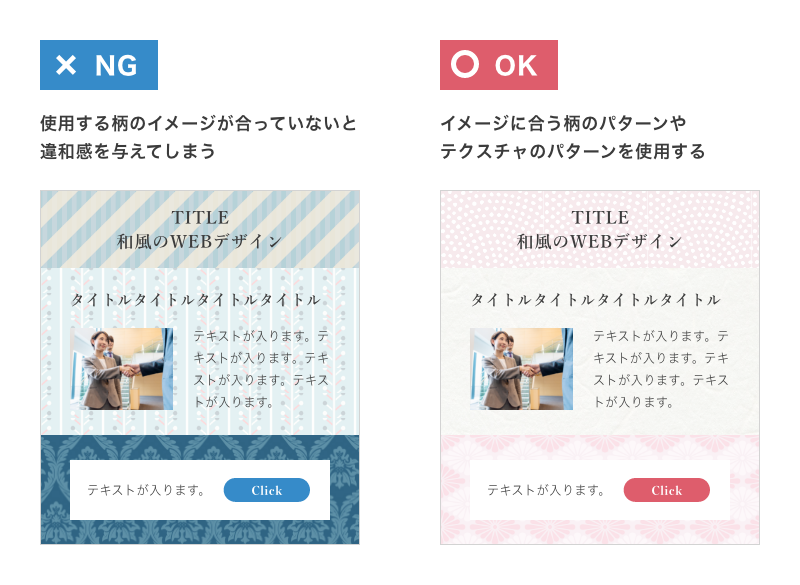 × NG
使用する柄のイメージが合っていないと
違和感を与えてしまう
TITLE
和風のWEBデザイン
タイトルタイトルタイトルタイトル
テキストが入ります。テ
キストが入ります。テキ
ストが入ります。テキス
トが入ります。
テキストが入ります。
Click
○ OK
イメージに合う柄のパターンや
テクスチャのパターンを使用する
TITLE
和風のWEBデザイン
タイトルタイトルタイトルタイトル
テキストが入ります。テ
キストが入ります。テキ
ストが入ります。テキス
トが入ります。
テキストが入ります。
Click